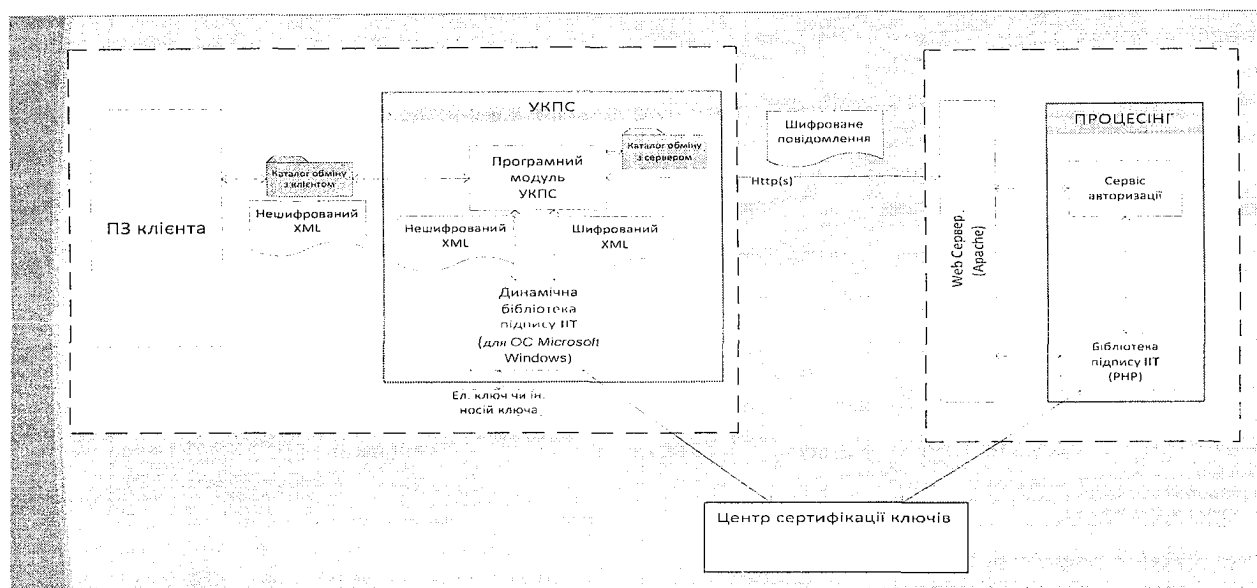 УКПС
ПЗ клієнта
Каталог обміну
з клієнтом
Нешифрований
XML
Програмний
модуль
УКПС
Каталог обміну
з сервером
Нешифрований
XML
Шифрований
XML
Динамічна
бібліотека
підпису ІІТ
(для ОС Microsoft
Windows)
Ел. ключ чи ін.
носій ключа
Шифроване
повідомлення
Http(s)
Web Сервер
(Apache)
ПРОЦЕСІНГ
Сервіс
авторизації
Бібліотека
підпису ІІТ
(PHP)
Центр сертифікації ключів